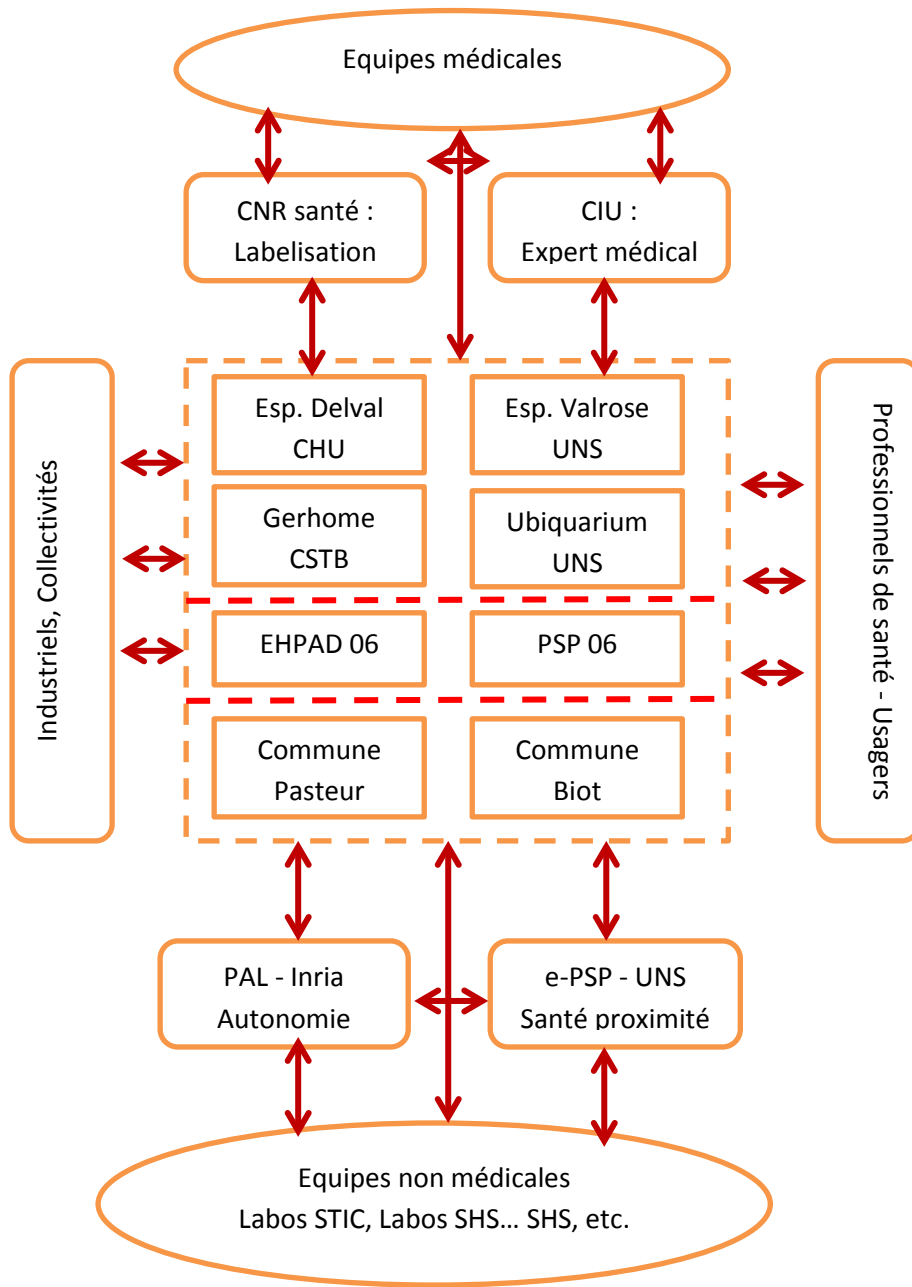 Equipes médicales
CNR santé :
Labelisation
CIU :
Expert médical
Industriels, Collectivités
Esp. Delval
CHU
Esp. Valrose
UNS
Gerhome
CSTB
Ubiquarium
UNS
EHPAD 06
PSP 06
Commune
Pasteur
Commune
Biot
Professionnels de santé - Usagers
PAL - Inria
Autonomie
e-PSP - UNS
Santé proximité
Equipes non médicales
Labos STIC, Labos SHS... SHS, etc.